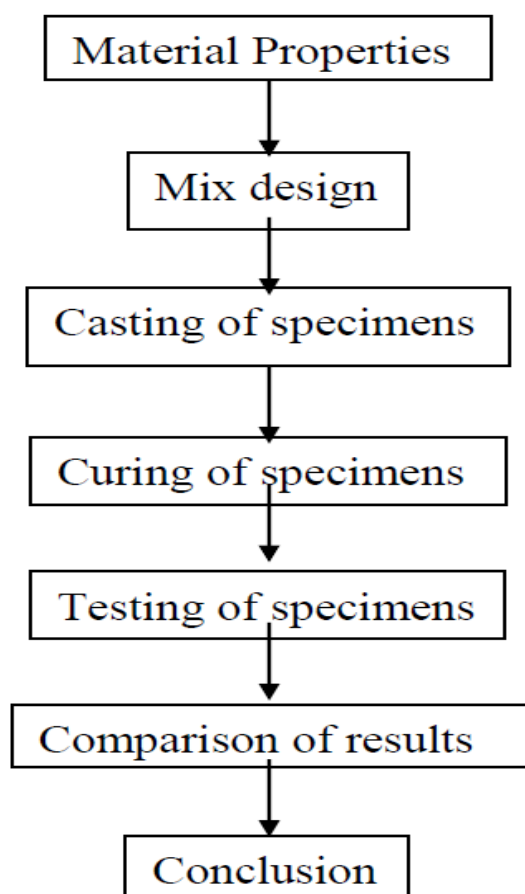 Material Properties
Mix design
Casting of specimens
Curing of specimens
Testing of specimens
Comparison of results
Conclusion